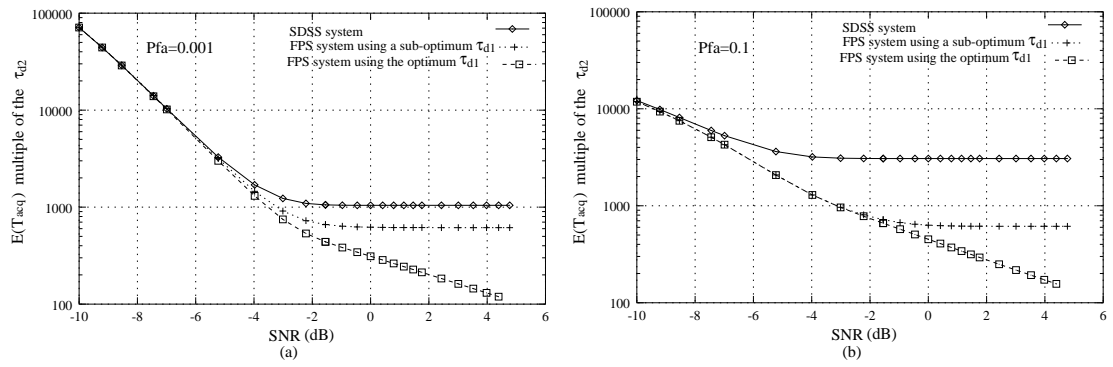 100000
10000
1000
100
E(Tacq) multiple of the τd2
Pfa=0.001
SDSS system
FPS system using a sub-optimum τd1
FPS system using the optimum τd1
-10 -8 -6 -4 -2 0 -2 -4 6
SNR (dB)
(a)
100000
10000
1000
100
E(Tacq) multiple of the τd2
Pfa=0.1
SDSS system
FPS system using a sub-optimum τd1
FPS system using the optimum τd1
-10 -8 -6 -4 -2 0 -2 -4 6
SNR (dB)
(b)